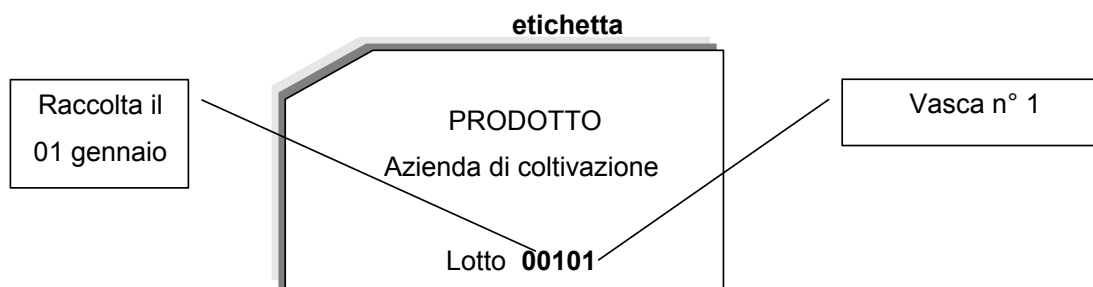 etichetta
Raccolta il
01 gennaio
PRODOTTO
Azienda di coltivazione
Lotto 00101
Vasca n° 1